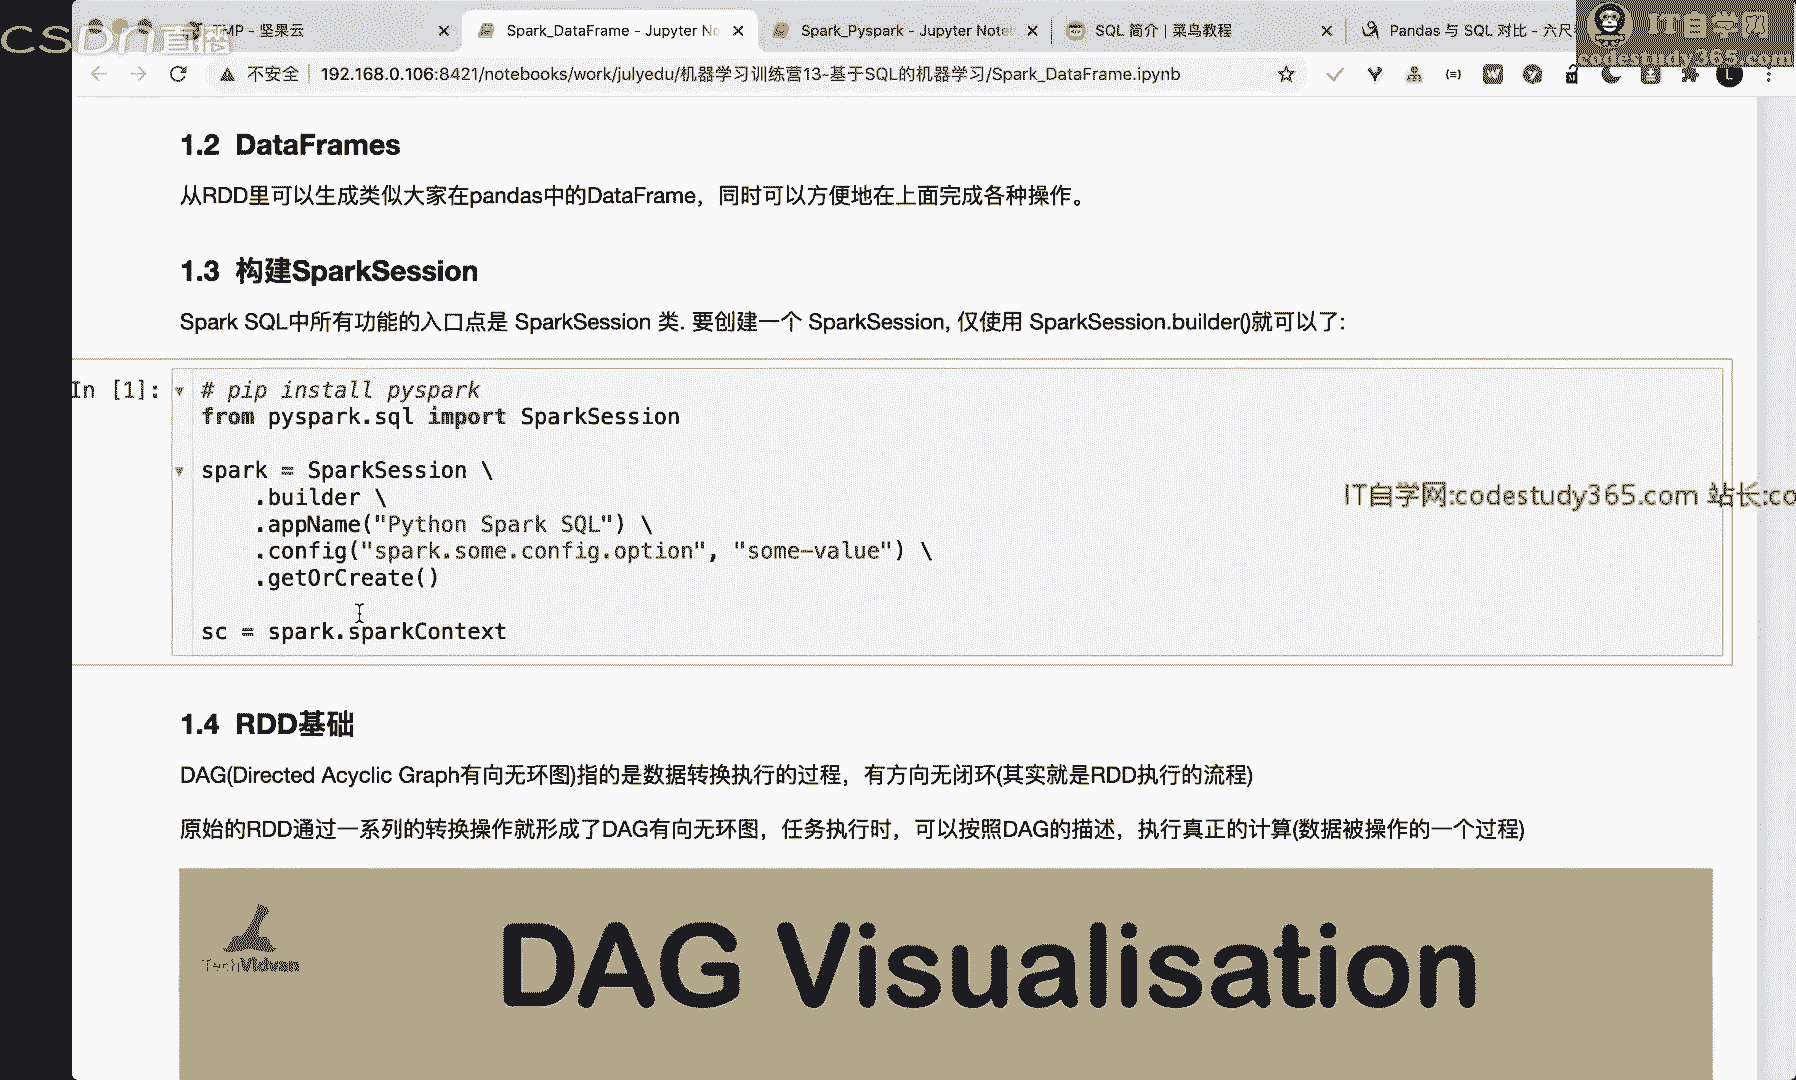 CSDN直播
TMP - 坚果云
Spark_DataFrame - Jupyter No
Spark_Pyspark - Jupyter Note
SQL 简介 | 菜鸟教程
Pandas 与 SQL 对比 - 六尺
IT自学网
codestudy365.com
不安全
192.168.0.106:8421/notebooks/work/julyedu/机器学习训练营13-基于SQL的机器学习/Spark_DataFrame.ipynb
L
1.2 DataFrames
从RDD里可以生成类似大家在pandas中的DataFrame，同时可以方便地在上面完成各种操作。
1.3 构建SparkSession
Spark SQL中所有功能的入口点是 SparkSession 类. 要创建一个 SparkSession, 仅使用 SparkSession.builder()就可以了:
In [1]:
# pip install pyspark
from pyspark.sql import SparkSession
spark = SparkSession \
.builder \
.appName("Python Spark SQL") \
.config("spark.some.config.option", "some-value") \
.getOrCreate()
sc = spark.sparkContext
IT自学网:codestudy365.com 站长:co
1.4 RDD基础
DAG(Directed Acyclic Graph有向无环图)指的是数据转换执行的过程，有方向无闭环(其实就是RDD执行的流程)
原始的RDD通过一系列的转换操作就形成了DAG有向无环图，任务执行时，可以按照DAG的描述，执行真正的计算(数据被操作的一个过程)
TechVidvan
DAG Visualisation